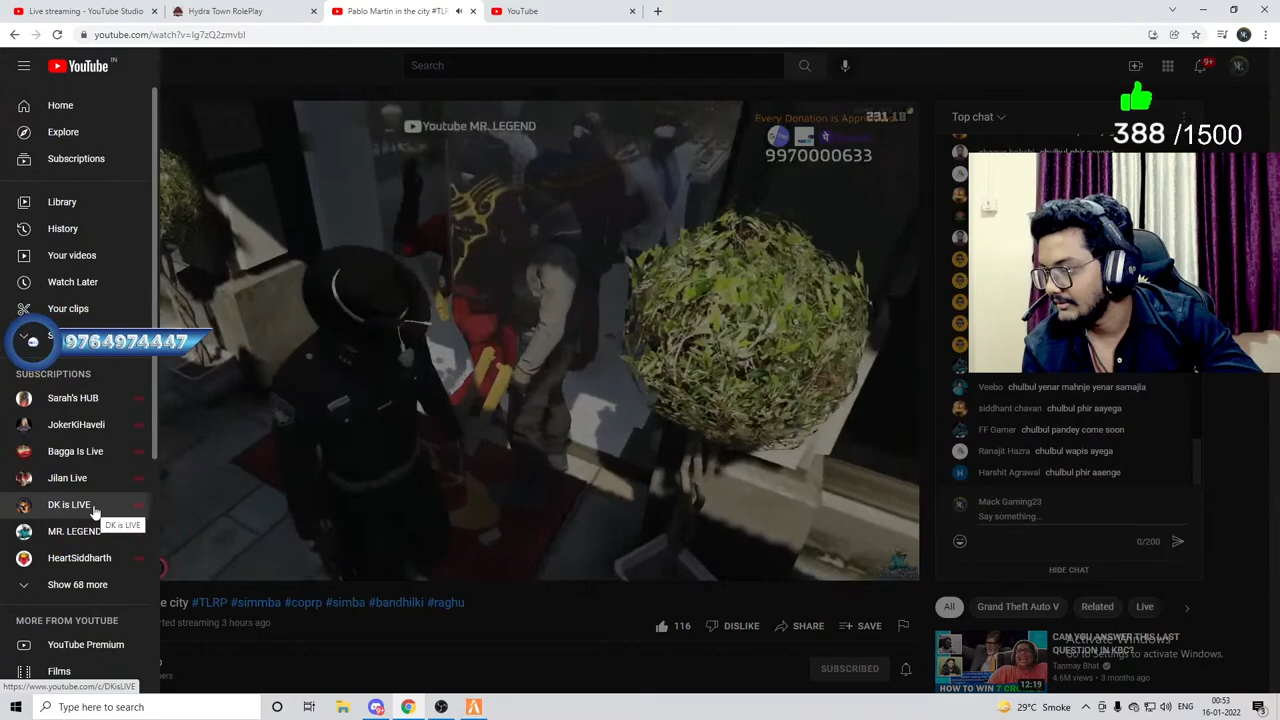 Live streaming - YouTube Studio
Hydra Town RolePlay
Pablo Martin in the city #TLR
YouTube
youtube.com/watch?v=Ig7zQ2zmvbI
YouTube
IN
Search
9+
Home
Explore
Subscriptions
Library
History
Your videos
Watch Later
Your clips
S
9764974447
SUBSCRIPTIONS
Sarah's HUB
JokerKiHaveli
Bagga Is Live
Jilan Live
DK is LIVE
DK is LIVE
MR. LEGEND
HeartSiddharth
Show 68 more
MORE FROM YOUTUBE
YouTube Premium
Films
https://www.youtube.com/c/DKisLIVE
Youtube MR. LEGEND
Every Donation is Appr
9970000633
e city #TLRP #simmba #coprp #simba #bandhilki #raghu
rted streaming 3 hours ago
116
DISLIKE
SHARE
SAVE
SUBSCRIBED
Top chat
388 /1500
chulbul phir aayega
Veebo chulbul yenar mahnje yenar samajla
siddhant chavan chulbul phir aayega
FF Gamer chulbul pandey come soon
Ranajit Hazra chulbul wapis ayega
Harshit Agrawal chulbul phir aaenge
Mack Gaming23
Say something...
0/200
HIDE CHAT
All
Grand Theft Auto V
Related
Live
CAN YOU ANSWER THIS LAST
QUESTION IN KBC?
Tanmay Bhat
4.6M views • 3 months ago
HOW TO WIN 7 CR
12:19
Activate Windows
Go to Settings to activate Windows.
Type here to search
29°C Smoke
ENG
00:53
16-01-2022
3